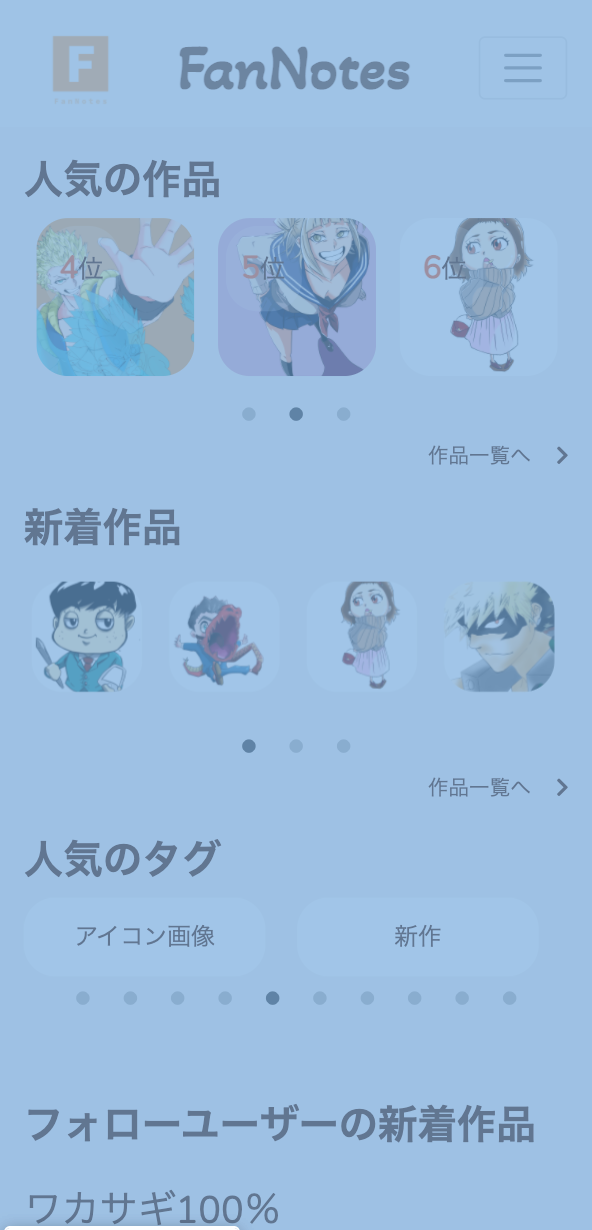 F
FanNotes
FanNotes
人気の作品
4位
5位
6位
作品一覧へ
新着作品
作品一覧へ
人気のタグ
アイコン画像
新作
フォローユーザーの新着作品
ワカサギ100%